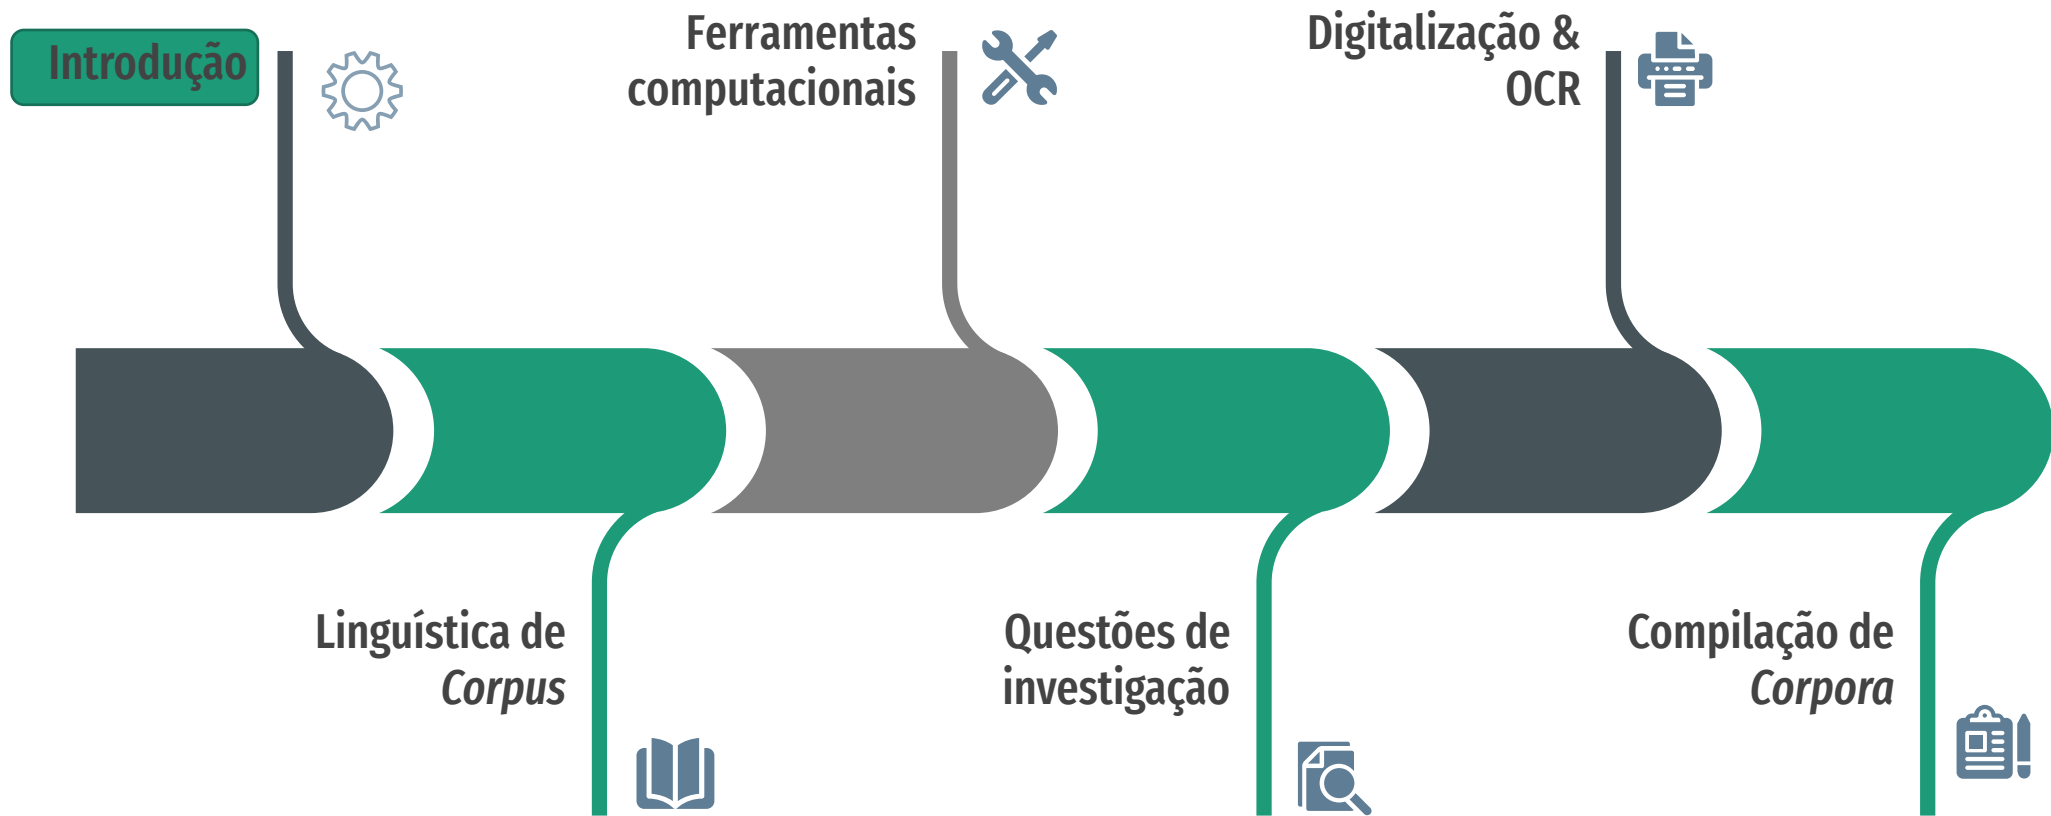 Introdução
Linguística de
Corpus
Ferramentas
computacionais
Questões de
investigação
Digitalização &
OCR
Compilação de
Corpora